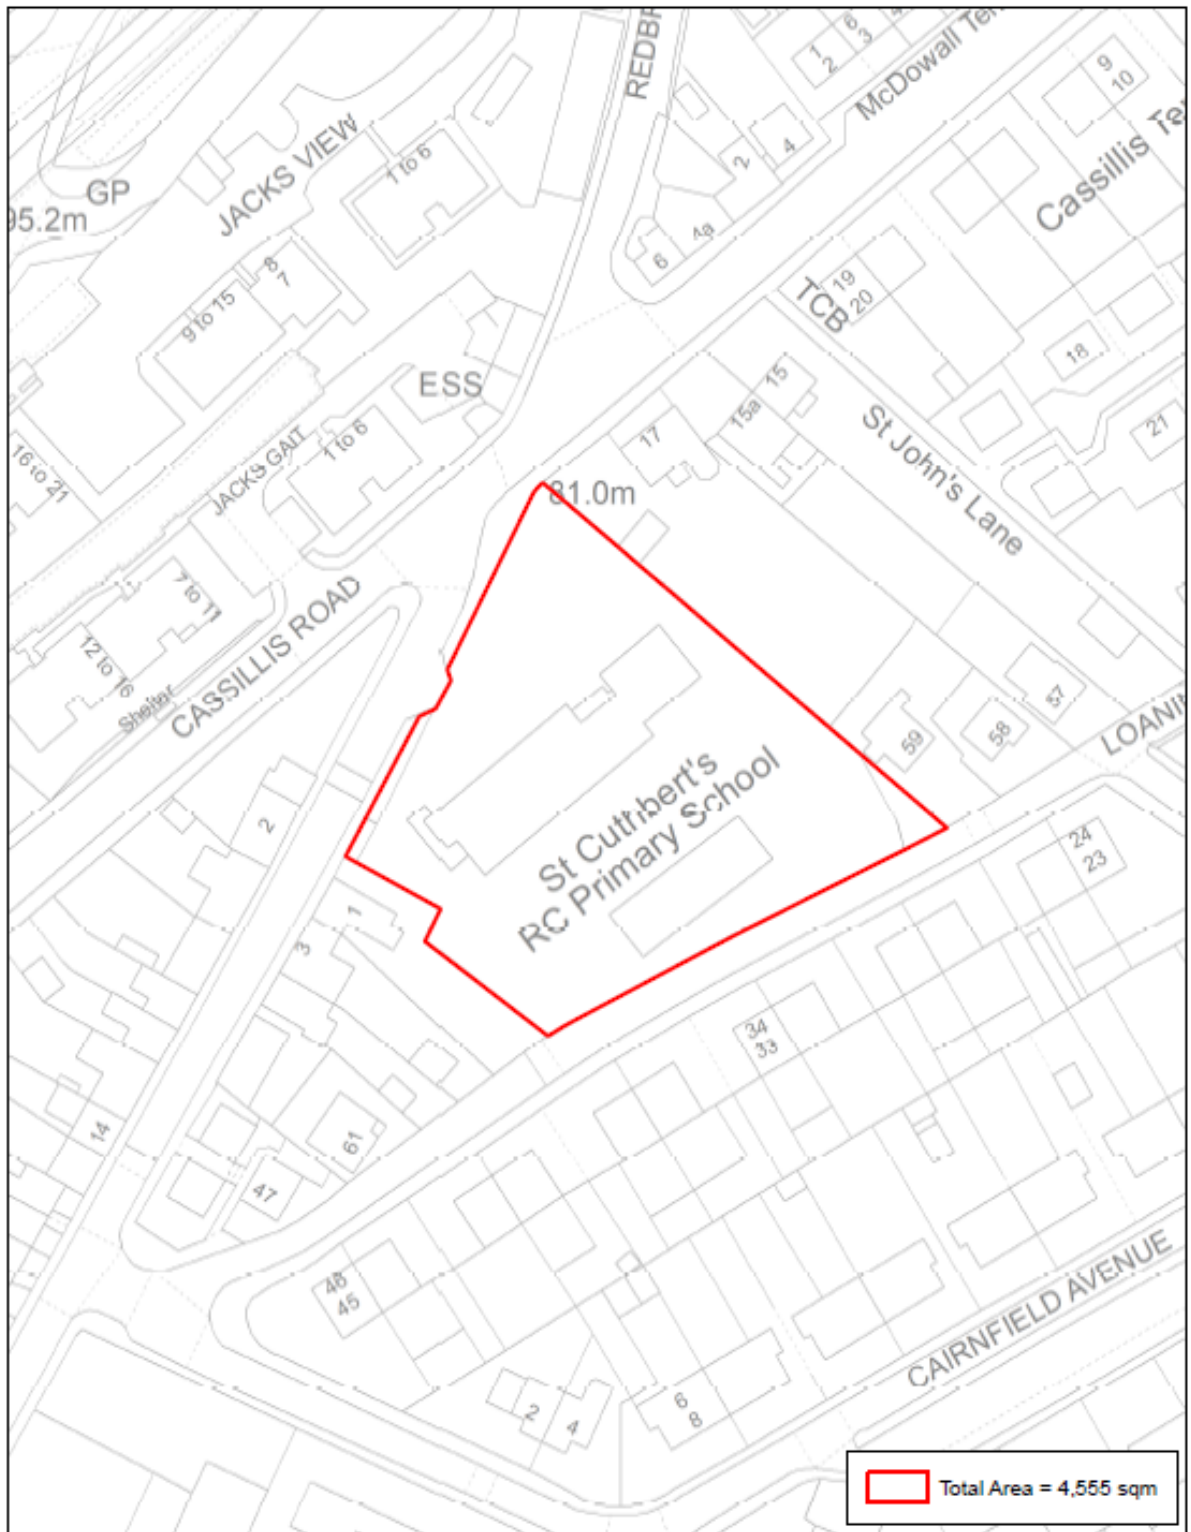 REDBR
1
2
6
3
4
McDowall Ter
9
10
Cassillis Te
JACKS VIEW
1 to 6
GP
95.2m
2
4
4a
6
8
7
9 to 15
TCB
19
20
18
21
ESS
15
15a
17
St John's Lane
16 to 21
JACKS GAIT
1 to 6
81.0m
7 to 11
12 to 16
Shelter
CASSILLIS ROAD
57
58
59
LOANIN
St Cuthbert's
RC Primary School
2
1
3
24
23
34
33
14
61
47
46
45
CAIRNFIELD AVENUE
2
4
6
8
Total Area = 4,555 sqm